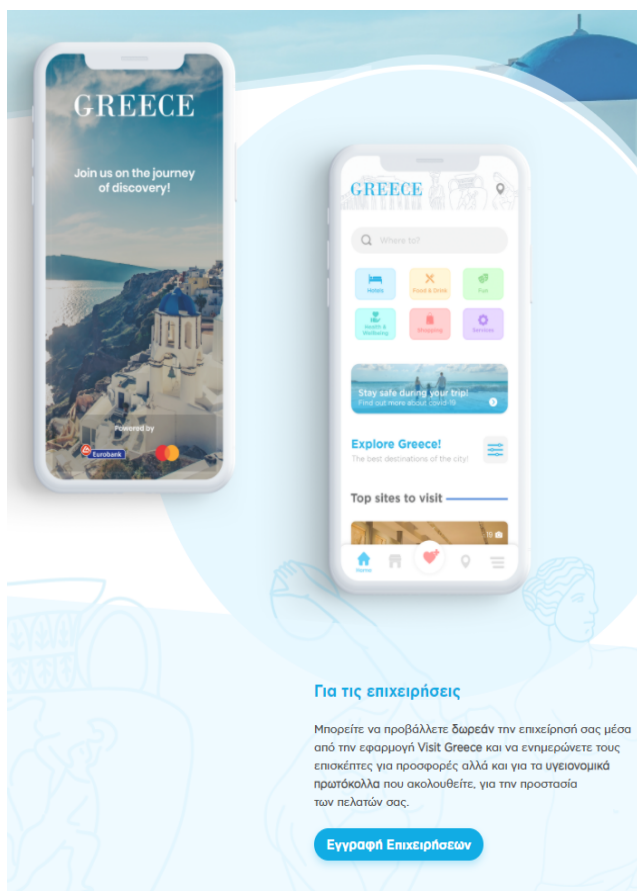 GREECE
Join us on the journey
of discovery!
Powered by
Eurobank
GREECE
Where to?
Hotels
Food & Drink
Fun
Health &
Wellbeing
Shopping
Services
Stay safe during your trip!
Find out more about covid-19
Explore Greece!
The best destinations of the city!
Top sites to visit
19
Home
Για τις επιχειρήσεις
Μπορείτε να προβάλλετε δωρεάν την επιχείρησή σας μέσα
από την εφαρμογή Visit Greece και να ενημερώνετε τους
επισκέπτες για προσφορές αλλά και για τα υγειονομικά
πρωτόκολλα που ακολουθείτε, για την προστασία
των πελατών σας.
Εγγραφή Επιχειρήσεων